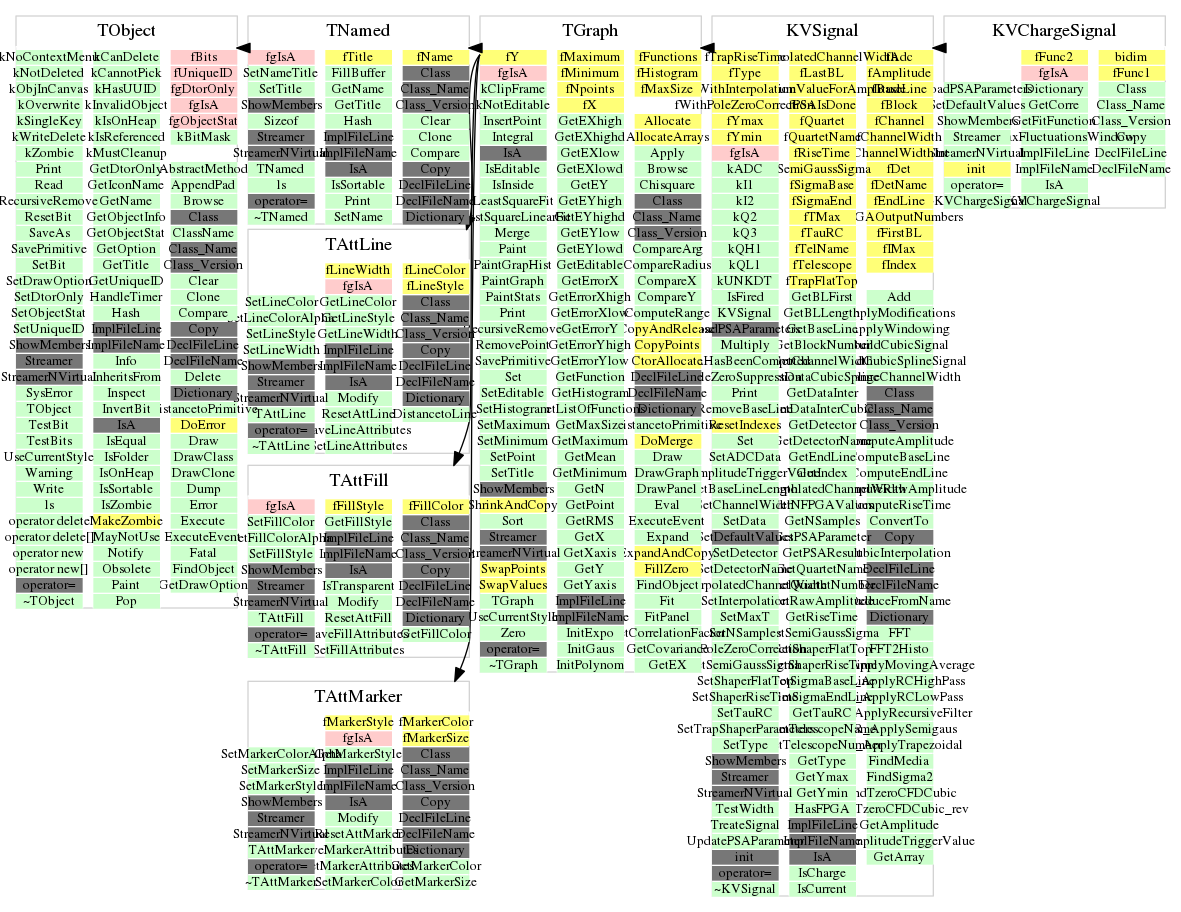 TObject
kNoContextMenu kCanDelete fBits
kNotDeleted kCannotPick fUniqueID
kObjInCanvas kHasUUID fgDtorOnly
kOverwrite kInvalidObject fgIsA
kSingleKey kIsOnHeap fgObjectStat
kWriteDelete kIsReferenced kBitMask
kZombie kMustCleanup
Print GetDtorOnly AbstractMethod
Read GetIconName AppendPad
RecursiveRemove GetName Browse
ResetBit GetObjectInfo Class
SaveAs GetObjectStat ClassName
SavePrimitive GetOption Class_Name
SetBit GetTitle Class_Version
SetDrawOption GetUniqueID Clear
SetDtorOnly HandleTimer Clone
SetObjectStat Hash Compare
SetUniqueID ImplFileLine Copy
ShowMembers ImplFileName DeclFileLine
Streamer Info DeclFileName
StreamerNVirtual InheritsFrom Delete
SysError Inspect Dictionary
TObject InvertBit DistancetoPrimitive
TestBit IsA DoError
TestBits IsEqual Draw
UseCurrentStyle IsFolder DrawClass
Warning IsOnHeap DrawClone
Write IsSortable Dump
ls IsZombie Error
operator delete MakeZombie Execute
operator delete[] MayNotUse ExecuteEvent
operator new Notify Fatal
operator new[] Obsolete FindObject
operator= Paint GetDrawOption
~TObject Pop
TNamed
fgIsA fTitle fName
SetNameTitle FillBuffer Class
SetTitle GetName Class_Name
ShowMembers GetTitle Class_Version
Sizeof Hash Clear
Streamer ImplFileLine Clone
StreamerNVirtual ImplFileName Compare
TNamed IsA Copy
ls IsSortable DeclFileLine
operator= Print DeclFileName
~TNamed SetName Dictionary
TAttLine
fLineWidth fLineColor
fgIsA fLineStyle
SetLineColor GetLineColor Class
SetLineColorAlpha GetLineStyle Class_Name
SetLineStyle GetLineWidth Class_Version
SetLineWidth ImplFileLine Copy
ShowMembers ImplFileName DeclFileLine
Streamer IsA DeclFileName
StreamerNVirtual Modify Dictionary
TAttLine ResetAttLine DistancetoLine
operator= SaveLineAttributes
~TAttLine SetLineAttributes
TAttFill
fgIsA fFillStyle fFillColor
SetFillColor GetFillStyle Class
SetFillColorAlpha ImplFileLine Class_Name
SetFillStyle ImplFileName Class_Version
ShowMembers IsA Copy
Streamer IsTransparent DeclFileLine
StreamerNVirtual Modify DeclFileName
TAttFill ResetAttFill Dictionary
operator= SaveFillAttributes GetFillColor
~TAttFill SetFillAttributes
TAttMarker
fMarkerStyle fMarkerColor
fgIsA fMarkerSize
SetMarkerColorAlpha GetMarkerStyle Class
SetMarkerSize ImplFileLine Class_Name
SetMarkerStyle ImplFileName Class_Version
ShowMembers IsA Copy
Streamer Modify DeclFileLine
StreamerNVirtual ResetAttMarker DeclFileName
TAttMarker SaveMarkerAttributes Dictionary
operator= SetMarkerAttributes GetMarkerColor
~TAttMarker SetMarkerColor GetMarkerSize
TGraph
fY fMaximum fFunctions
fgIsA fMinimum fHistogram
kClipFrame fNpoints fMaxSize
kNotEditable fX
InsertPoint GetEXhigh Allocate
Integral GetEXhighd AllocateArrays
IsA GetEXlow Apply
IsEditable GetEXlowd Browse
IsInside GetEY Chisquare
LeastSquareFit GetEYhigh Class
LeastSquareLinearFit GetEYhighd Class_Name
Merge GetEYlow Class_Version
Paint GetEYlowd CompareArg
PaintGrapHist GetEditable CompareRadius
PaintGraph GetErrorX CompareX
PaintStats GetErrorXhigh CompareY
Print GetErrorXlow ComputeRange
RecursiveRemove GetErrorY CopyAndRelease
RemovePoint GetErrorYhigh CopyPoints
SavePrimitive GetErrorYlow CtorAllocate
Set GetFunction DeclFileLine
SetEditable GetHistogram DeclFileName
SetHistogram GetListOfFunctions Dictionary
SetMaximum GetMaxSize DistancetoPrimitive
SetMinimum GetMaximum DoMerge
SetPoint GetMean Draw
SetTitle GetMinimum DrawGraph
ShowMembers GetN DrawPanel
ShrinkAndCopy GetPoint Eval
Sort GetRMS ExecuteEvent
Streamer GetX Expand
StreamerNVirtual GetXaxis ExpandAndCopy
SwapPoints GetY FillZero
SwapValues GetYaxis FindObject
TGraph ImplFileLine Fit
UseCurrentStyle ImplFileName FitPanel
Zero InitExpo GetCorrelationFactor
operator= InitGaus GetCovariance
~TGraph InitPolynom GetEX
KVSignal
fTrapRiseTime fAdc
fType fLastBL fAmplitude
fBaseLine
fWithPoleZeroCorrection fPSAIsDone fBlock
fYmax fQuartet fChannel
fYmin fQuartetName fChannelWidth
fgIsA fRiseTime
kADC fSemiGaussSigma fDet
kI1 fSigmaBase fDetName
kI2 fSigmaEnd fEndLine
kQ2 fTMax
kQ3 fTauRC fFirstBL
kQH1 fTelName fIMax
kQL1 fTelescope fIndex
kUNKDT fTrapFlatTop
IsFired GetBLFirst Add
KVSignal GetBLLength ApplyModifications
LoadPSAParameters GetBaseLine ApplyWindowing
Multiply GetBlockNumber BuildCubicSignal
GetChannelWidth BuildCubicSplineSignal
ChangeChannelWidth
Print GetDataInter Class
RemoveBaseLine GetDataInterCubic Class_Name
ResetIndexes GetDetector Class_Version
Set GetDetectorName ComputeAmplitude
SetADCData GetEndLine ComputeBaseLine
SetAmplitudeTriggerValue GetIndex ComputeEndLine
SetBaseLineLength
SetChannelWidth GetNFPGAValues ComputeRiseTime
SetData GetNSamples ConvertTo
SetDefaultValues GetPSAParameter Copy
SetDetector GetPSAResult CubicInterpolation
SetDetectorName GetQuartetName DeclFileLine
GetQuartetNumber DeclFileName
SetInterpolation GetRawAmplitude DeduceFromName
SetMaxT GetRiseTime Dictionary
SetNSamples GetSemiGaussSigma FFT
GetShaperFlatTop FFT2Histo
SetSemiGaussSigma GetShaperRiseTime ApplyMovingAverage
SetShaperFlatTop GetSigmaBaseLine ApplyRCHighPass
SetShaperRiseTime GetSigmaEndLine ApplyRCLowPass
SetTauRC GetTauRC ApplyRecursiveFilter
SetTrapShaperParameters GetTelescopeName ApplySemigaus
SetType GetTelescopeNumber ApplyTrapezoidal
ShowMembers GetType FindMedia
Streamer GetYmax FindSigma2
StreamerNVirtual GetYmin FindTzeroCFDCubic
TestWidth HasFPGA FindTzeroCFDCubic_rev
TreateSignal ImplFileLine GetAmplitude
UpdatePSAParameter ImplFileName GetAmplitudeTriggerValue
init IsA GetArray
operator= IsCharge
~KVSignal IsCurrent
KVChargeSignal
fFunc2 bidim
fgIsA fFunc1
LoadPSAParameters Dictionary Class
SetDefaultValues GetCorre Class_Name
ShowMembers GetFitFunction Class_Version
Streamer Copy
StreamerNVirtual ImplFileLine DeclFileLine
init ImplFileName DeclFileName
operator= IsA
KVChargeSignal ~KVChargeSignal